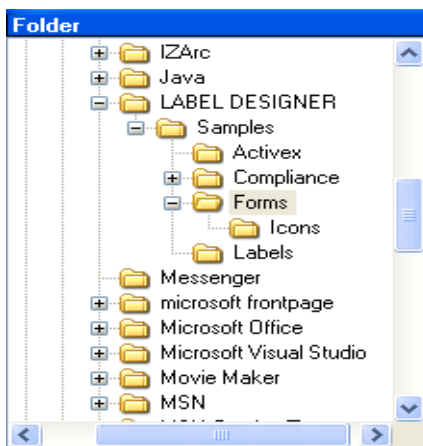 Folder
IZArc
Java
LABEL DESIGNER
Samples
Activex
Compliance
Forms
Icons
Labels
Messenger
microsoft frontpage
Microsoft Office
Microsoft Visual Studio
Movie Maker
MSN